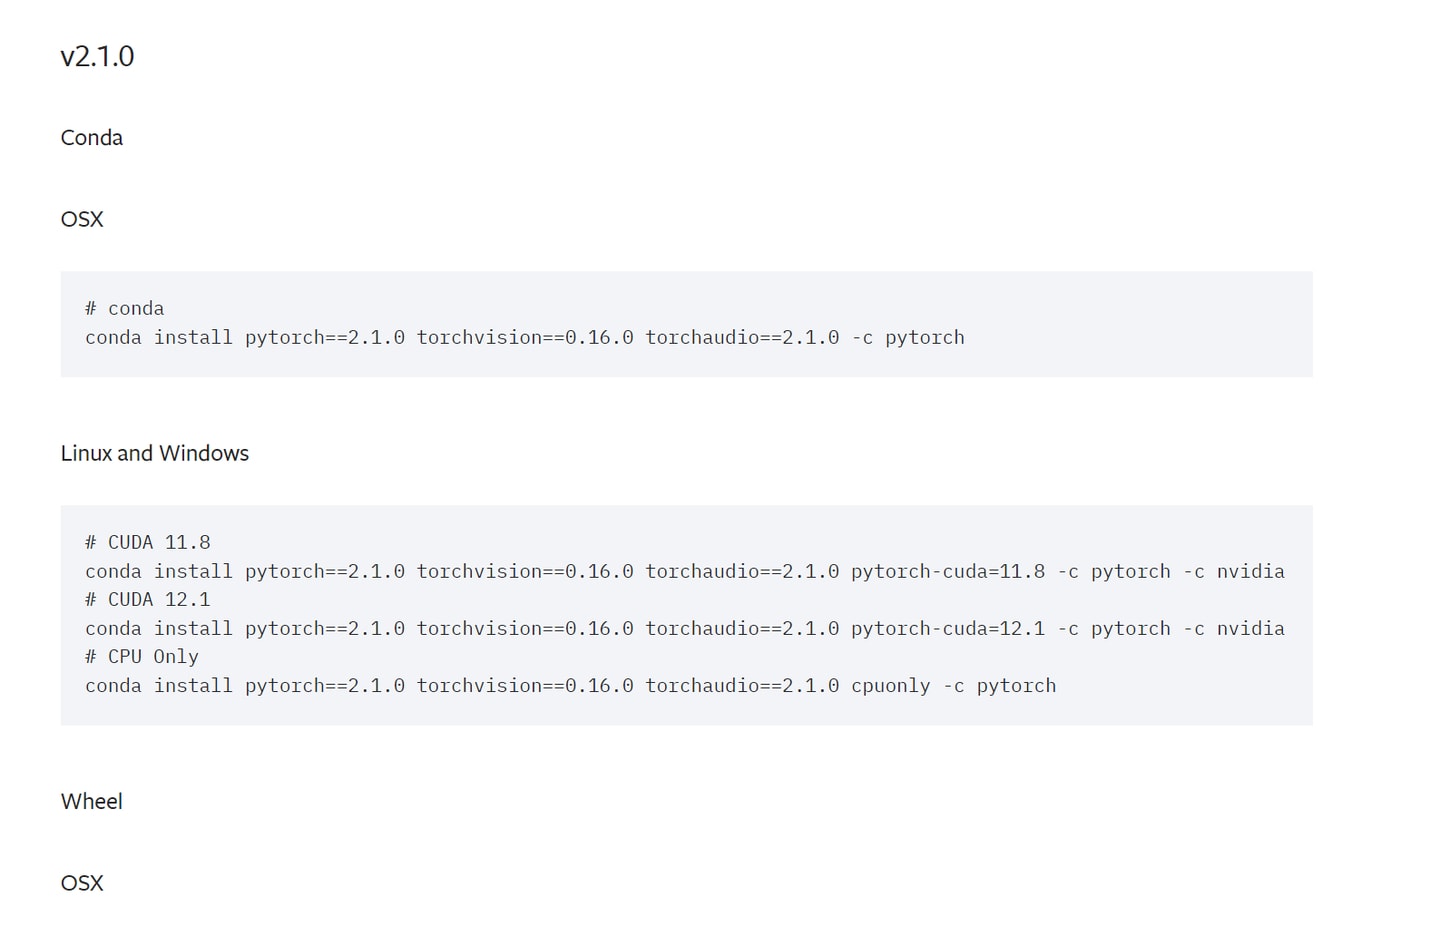 v2.1.0
Conda
OSX
# conda
conda install pytorch==2.1.0 torchvision==0.16.0 torchaudio==2.1.0 -c pytorch
Linux and Windows
# CUDA 11.8
conda install pytorch==2.1.0 torchvision==0.16.0 torchaudio==2.1.0 pytorch-cuda=11.8 -c pytorch -c nvidia
# CUDA 12.1
conda install pytorch==2.1.0 torchvision==0.16.0 torchaudio==2.1.0 pytorch-cuda=12.1 -c pytorch -c nvidia
# CPU Only
conda install pytorch==2.1.0 torchvision==0.16.0 torchaudio==2.1.0 cpuonly -c pytorch
Wheel
OSX